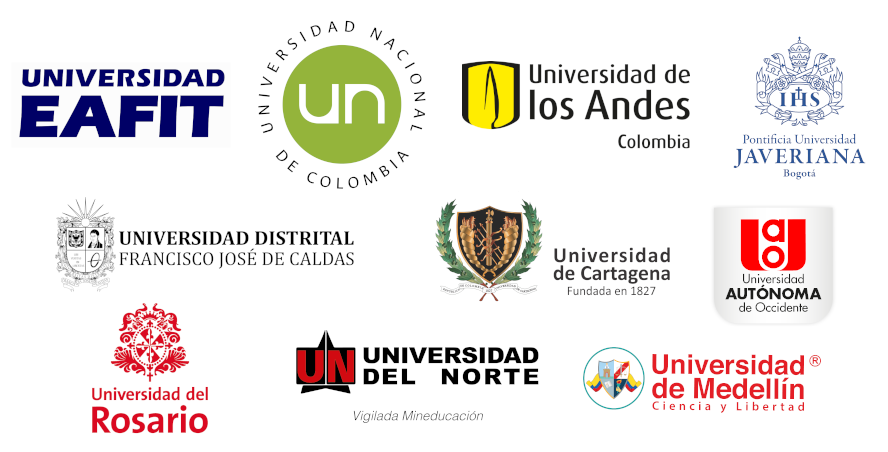 UNIVERSIDAD
EAFIT
UNIVERSIDAD NACIONAL
DE COLOMBIA
un
Universidad de
los Andes
Colombia
IHS
Pontificia Universidad
JAVERIANA
Bogotá
UNIVERSIDAD DISTRITAL
FRANCISCO JOSÉ DE CALDAS
Universidad
de Cartagena
Fundada en 1827
uao
Universidad
AUTÓNOMA
de Occidente
Universidad del
Rosario
UN
UNIVERSIDAD
DEL NORTE
Vigilada Mineducación
Universidad®
de Medellín
Ciencia y Libertad